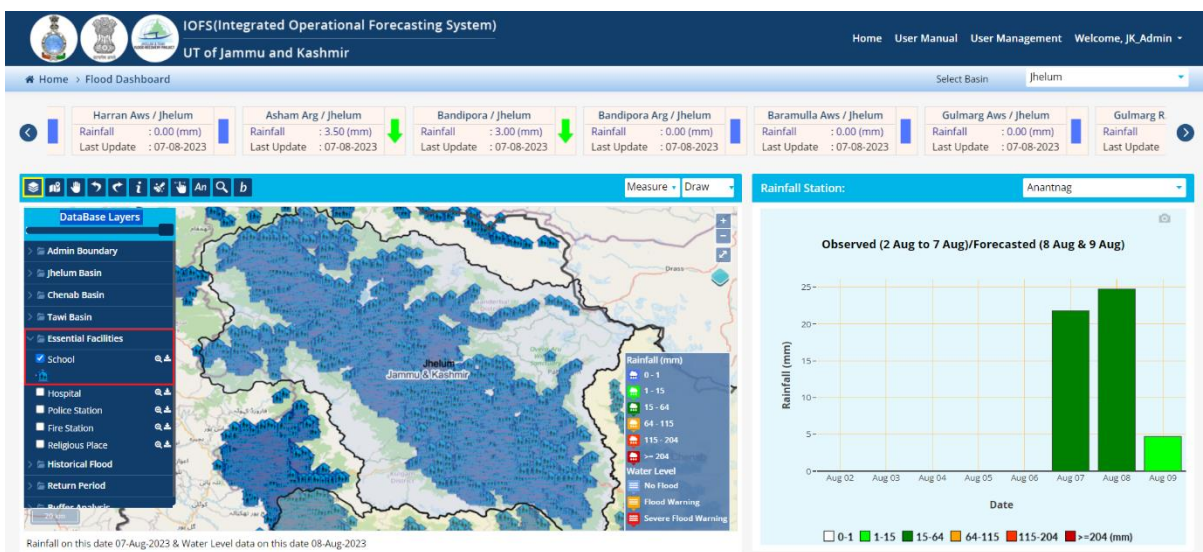 IOFS(Integrated Operational Forecasting System)
UT of Jammu and Kashmir
Home User Manual User Management Welcome, JK_Admin
Home > Flood Dashboard
Select Basin Jhelum
Harran Aws / Jhelum
Rainfall : 0.00 (mm)
Last Update : 07-08-2023
Asham Arg / Jhelum
Rainfall : 3.50 (mm)
Last Update : 07-08-2023
Bandipora / Jhelum
Rainfall : 3.00 (mm)
Last Update : 07-08-2023
Bandipora Arg / Jhelum
Rainfall : 0.00 (mm)
Last Update : 07-08-2023
Baramulla Aws / Jhelum
Rainfall : 0.00 (mm)
Last Update : 07-08-2023
Gulmarg Aws / Jhelum
Rainfall : 0.00 (mm)
Last Update : 07-08-2023
Gulmarg R
Rainfall
Last Update
i An b
Measure Draw
DataBase Layers
Admin Boundary
Jhelum Basin
Chenab Basin
Tawi Basin
Essential Facilities
School
Hospital
Police Station
Fire Station
Religious Place
Historical Flood
Return Period
Buffer Analysis
20 km
Drass
Jhelum
Jammu & Kashmir
Rainfall (mm)
0 - 1
1 - 15
15 - 64
64 - 115
115 - 204
>= 204
Water Level
No Flood
Flood Warning
Severe Flood Warning
Rainfall on this date 07-Aug-2023 & Water Level data on this date 08-Aug-2023
Rainfall Station: Anantnag
Observed (2 Aug to 7 Aug)/Forecasted (8 Aug & 9 Aug)
Rainfall (mm)
25
20
15
10
5
0
Aug 02 Aug 03 Aug 04 Aug 05 Aug 06 Aug 07 Aug 08 Aug 09
Date
0-1 1-15 15-64 64-115 115-204 >=204 (mm)